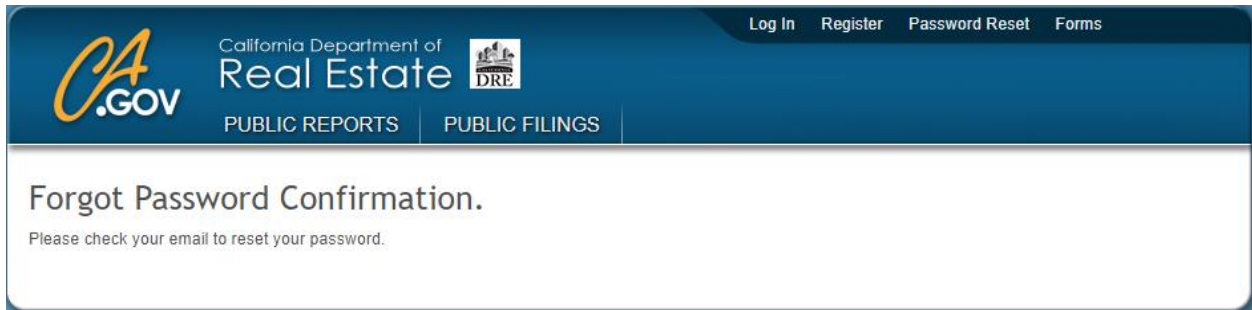 Log In Register Password Reset Forms
CA.GOV
California Department of
Real Estate
CALIFORNIA
DRE
PUBLIC REPORTS PUBLIC FILINGS
Forgot Password Confirmation.
Please check your email to reset your password.